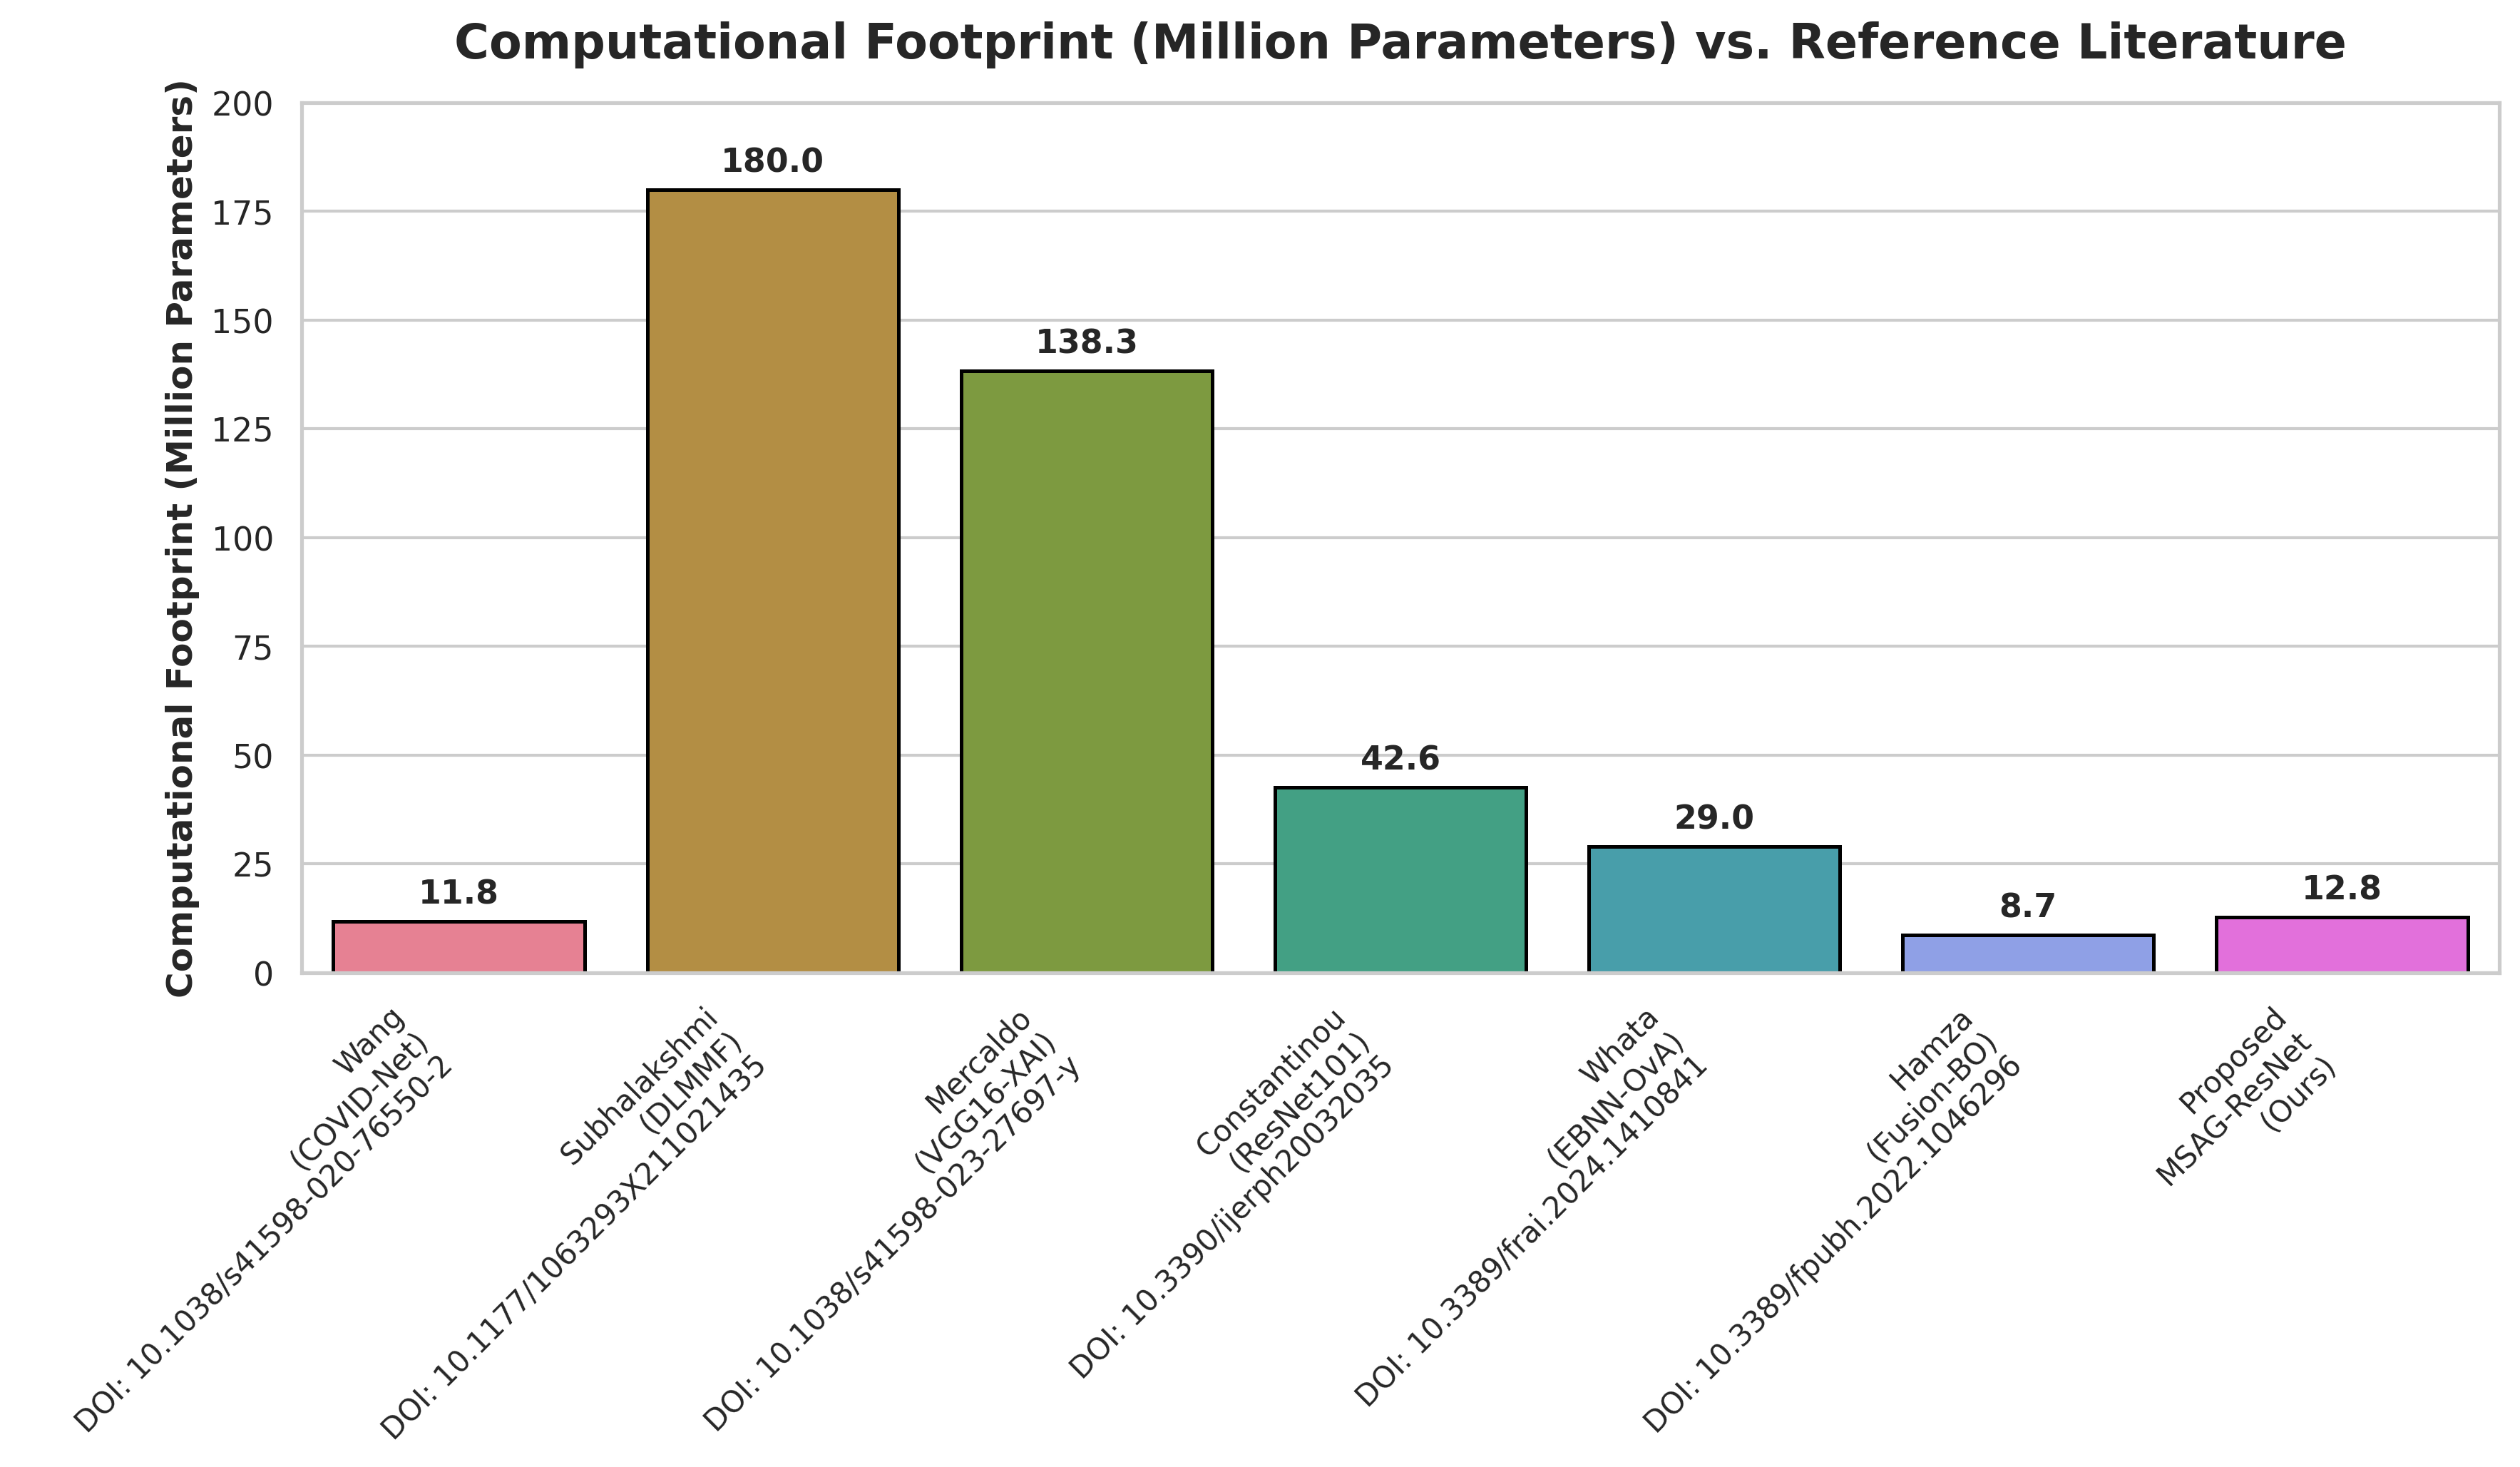 Computational Footprint (Million Parameters) vs. Reference Literature
Computational Footprint (Million Parameters)
200
175
150
125
100
75
50
25
0
11.8
180.0
138.3
42.6
29.0
8.7
12.8
Wang
(COVID-Net)
DOI: 10.1038/s41598-020-76550-2
Subhalakshmi
(DLMMF)
DOI: 10.1177/1063293X211021435
Mercaldo
(VGG16-XAI)
DOI: 10.1038/s41598-023-27697-y
Constantinou
(ResNet101)
DOI: 10.3390/ijerph20032035
Whata
(EBNN-OvA)
DOI: 10.3389/frai.2024.1410841
Hamza
(Fusion-BO)
DOI: 10.3389/fpubh.2022.1046296
Proposed
MSAG-ResNet
(Ours)